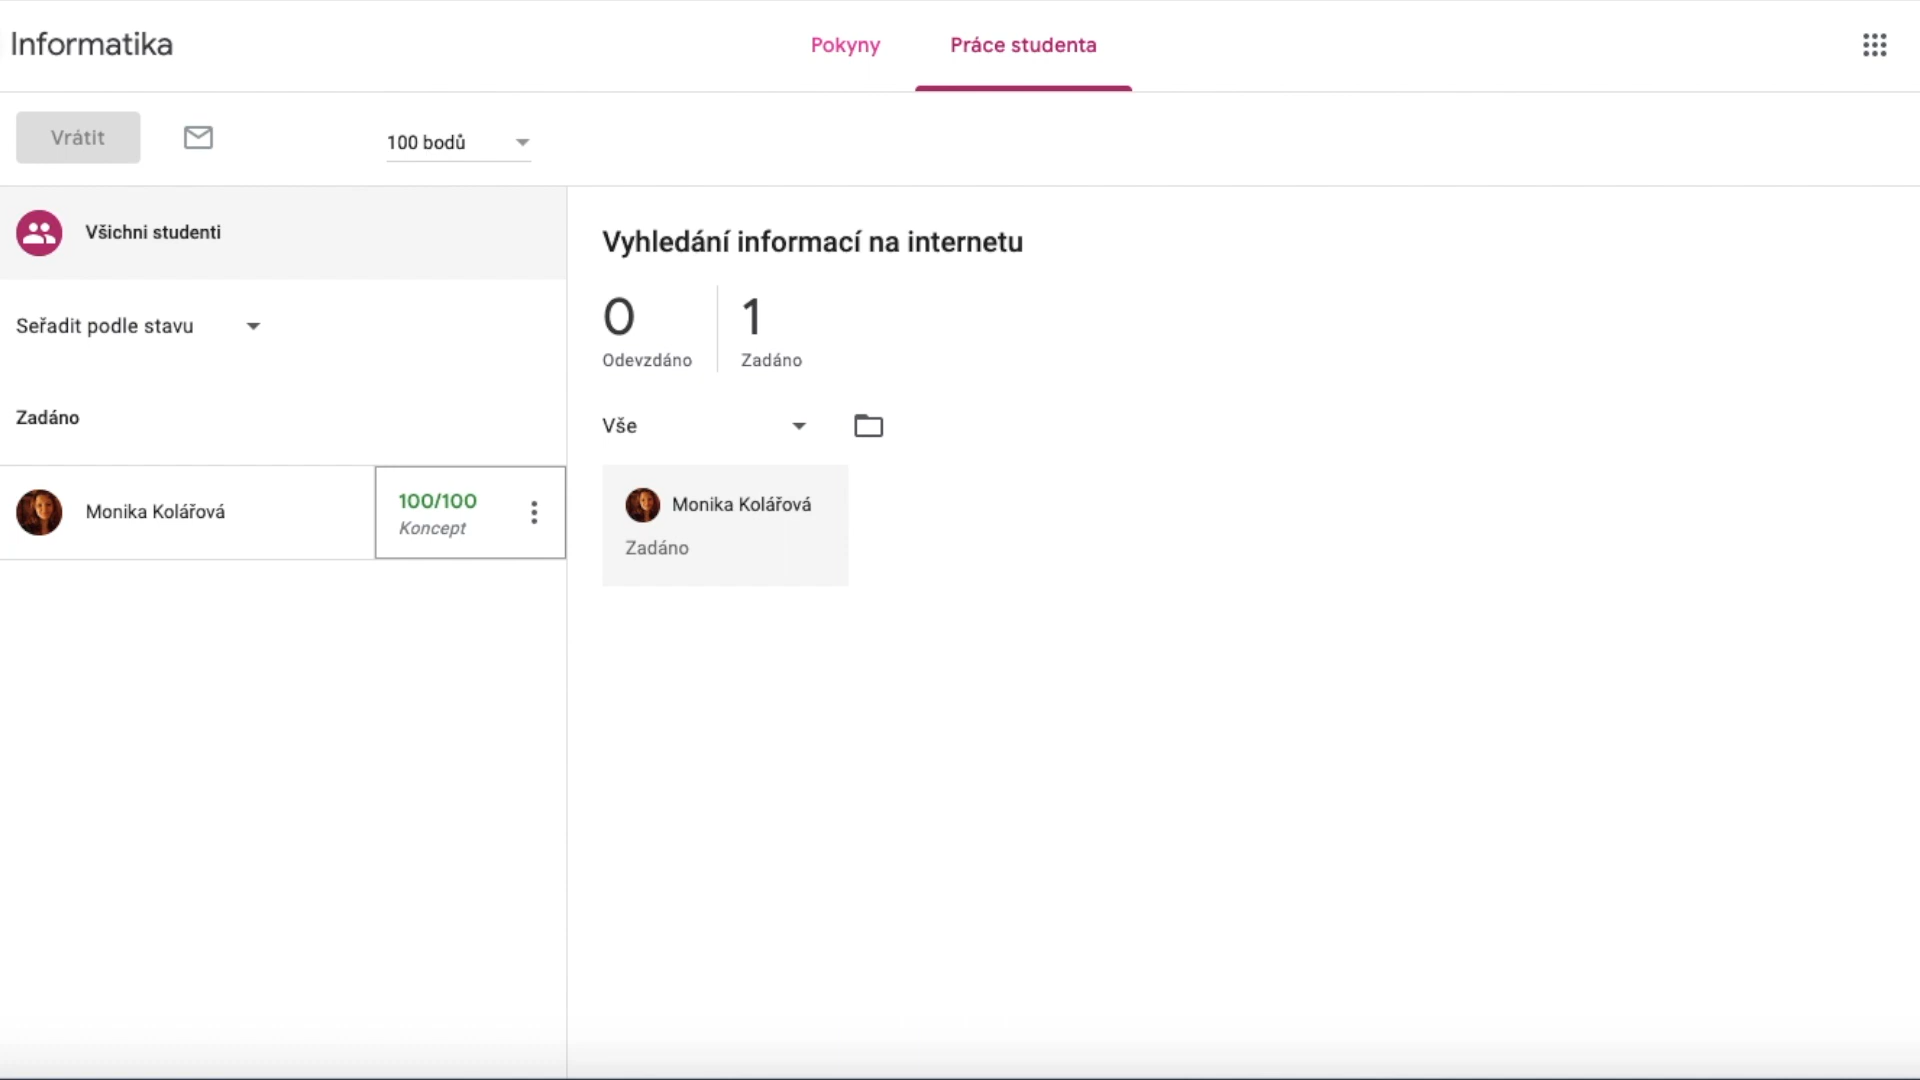 Informatika
Pokyny
Práce studenta
Vrátit
100 bodů
Všichni studenti
Seřadit podle stavu
Zadáno
Monika Kolářová
100/100
Koncept
Vyhledání informací na internetu
0
1
Odevzdáno
Zadáno
Vše
Monika Kolářová
Zadáno